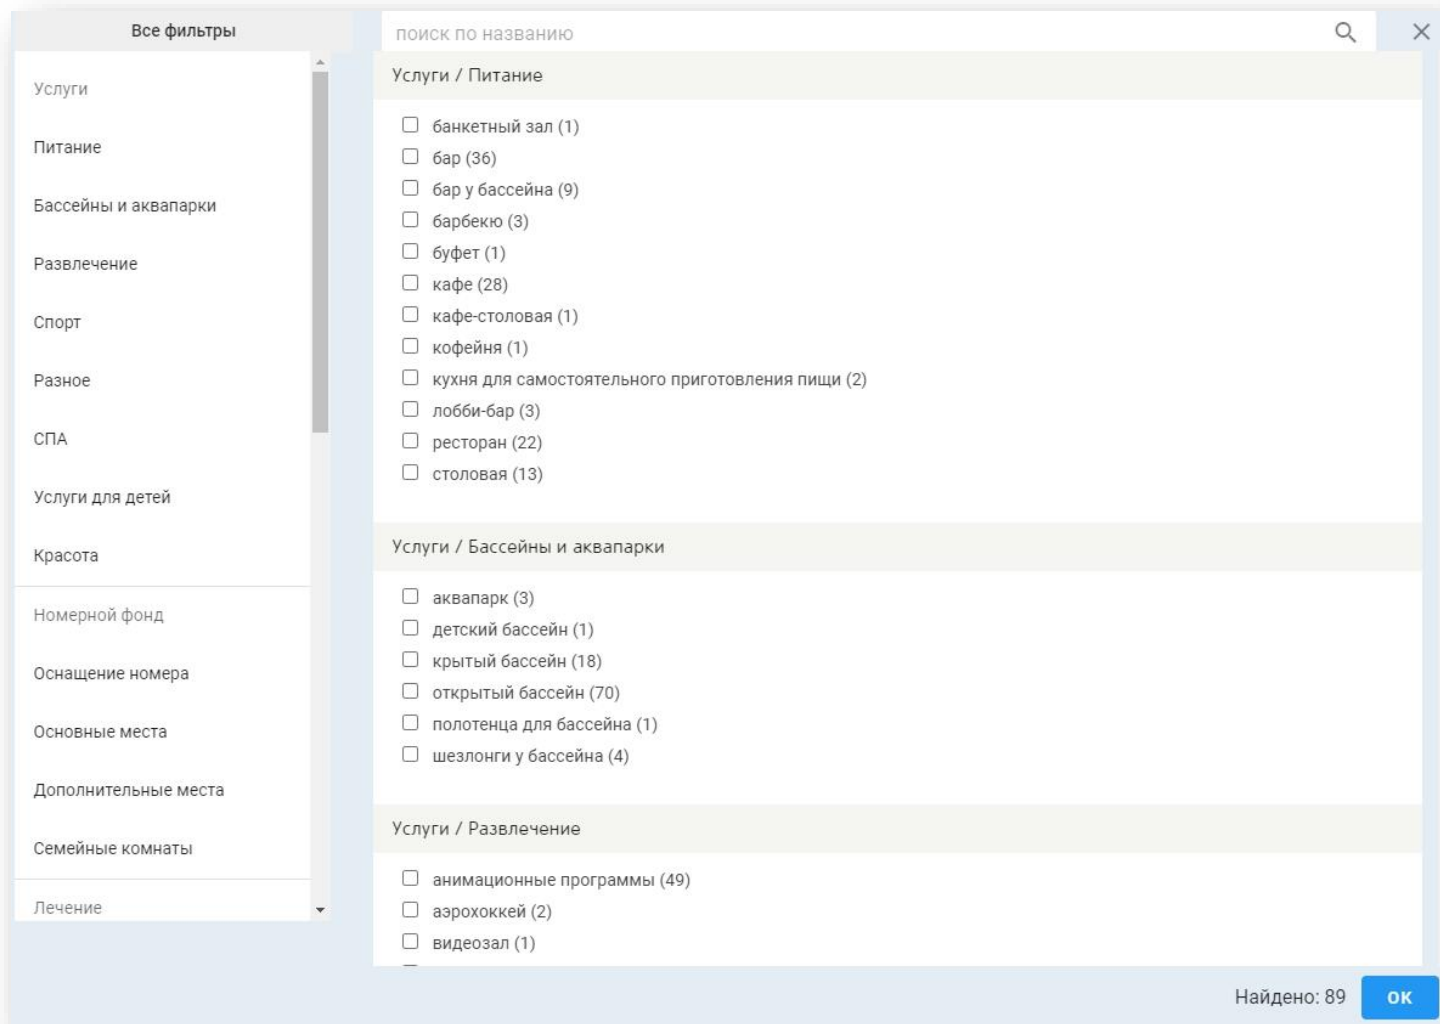 Все фильтры
поиск по названию
Услуги
Питание
Бассейны и аквапарки
Развлечение
Спорт
Разное
СПА
Услуги для детей
Красота
Номерной фонд
Оснащение номера
Основные места
Дополнительные места
Семейные комнаты
Лечение
Услуги / Питание
банкетный зал (1)
бар (36)
бар у бассейна (9)
барбекю (3)
буфет (1)
кафе (28)
кафе-столовая (1)
кофейня (1)
кухня для самостоятельного приготовления пищи (2)
лобби-бар (3)
ресторан (22)
столовая (13)
Услуги / Бассейны и аквапарки
аквапарк (3)
детский бассейн (1)
крытый бассейн (18)
открытый бассейн (70)
полотенца для бассейна (1)
шезлонги у бассейна (4)
Услуги / Развлечение
анимационные программы (49)
аэрохоккей (2)
видеозал (1)
Найдено: 89
ОК